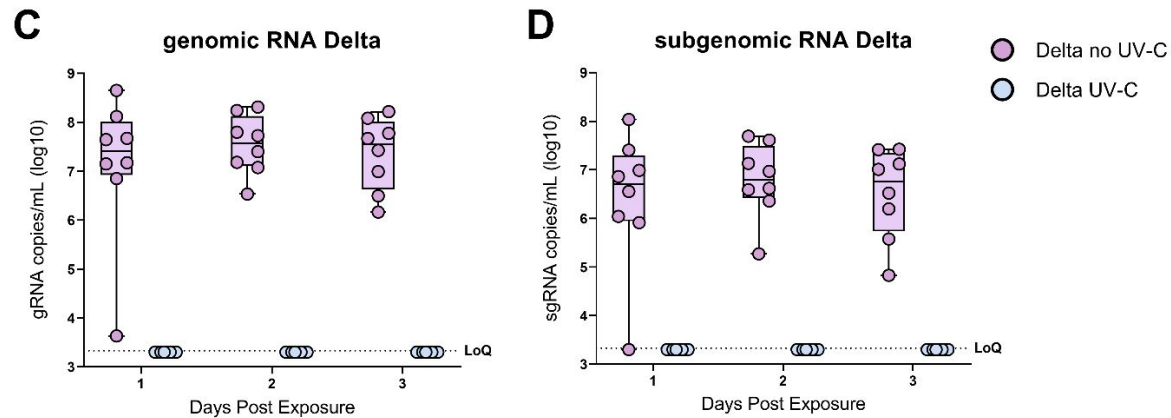 C
genomic RNA Delta
gRNA copies/mL (log10)
9
8
7
6
5
4
3
LoQ
1 2 3
Days Post Exposure
D
subgenomic RNA Delta
sgRNA copies/mL (log10)
9
8
7
6
5
4
3
LoQ
1 2 3
Days Post Exposure
Delta no UV-C
Delta UV-C